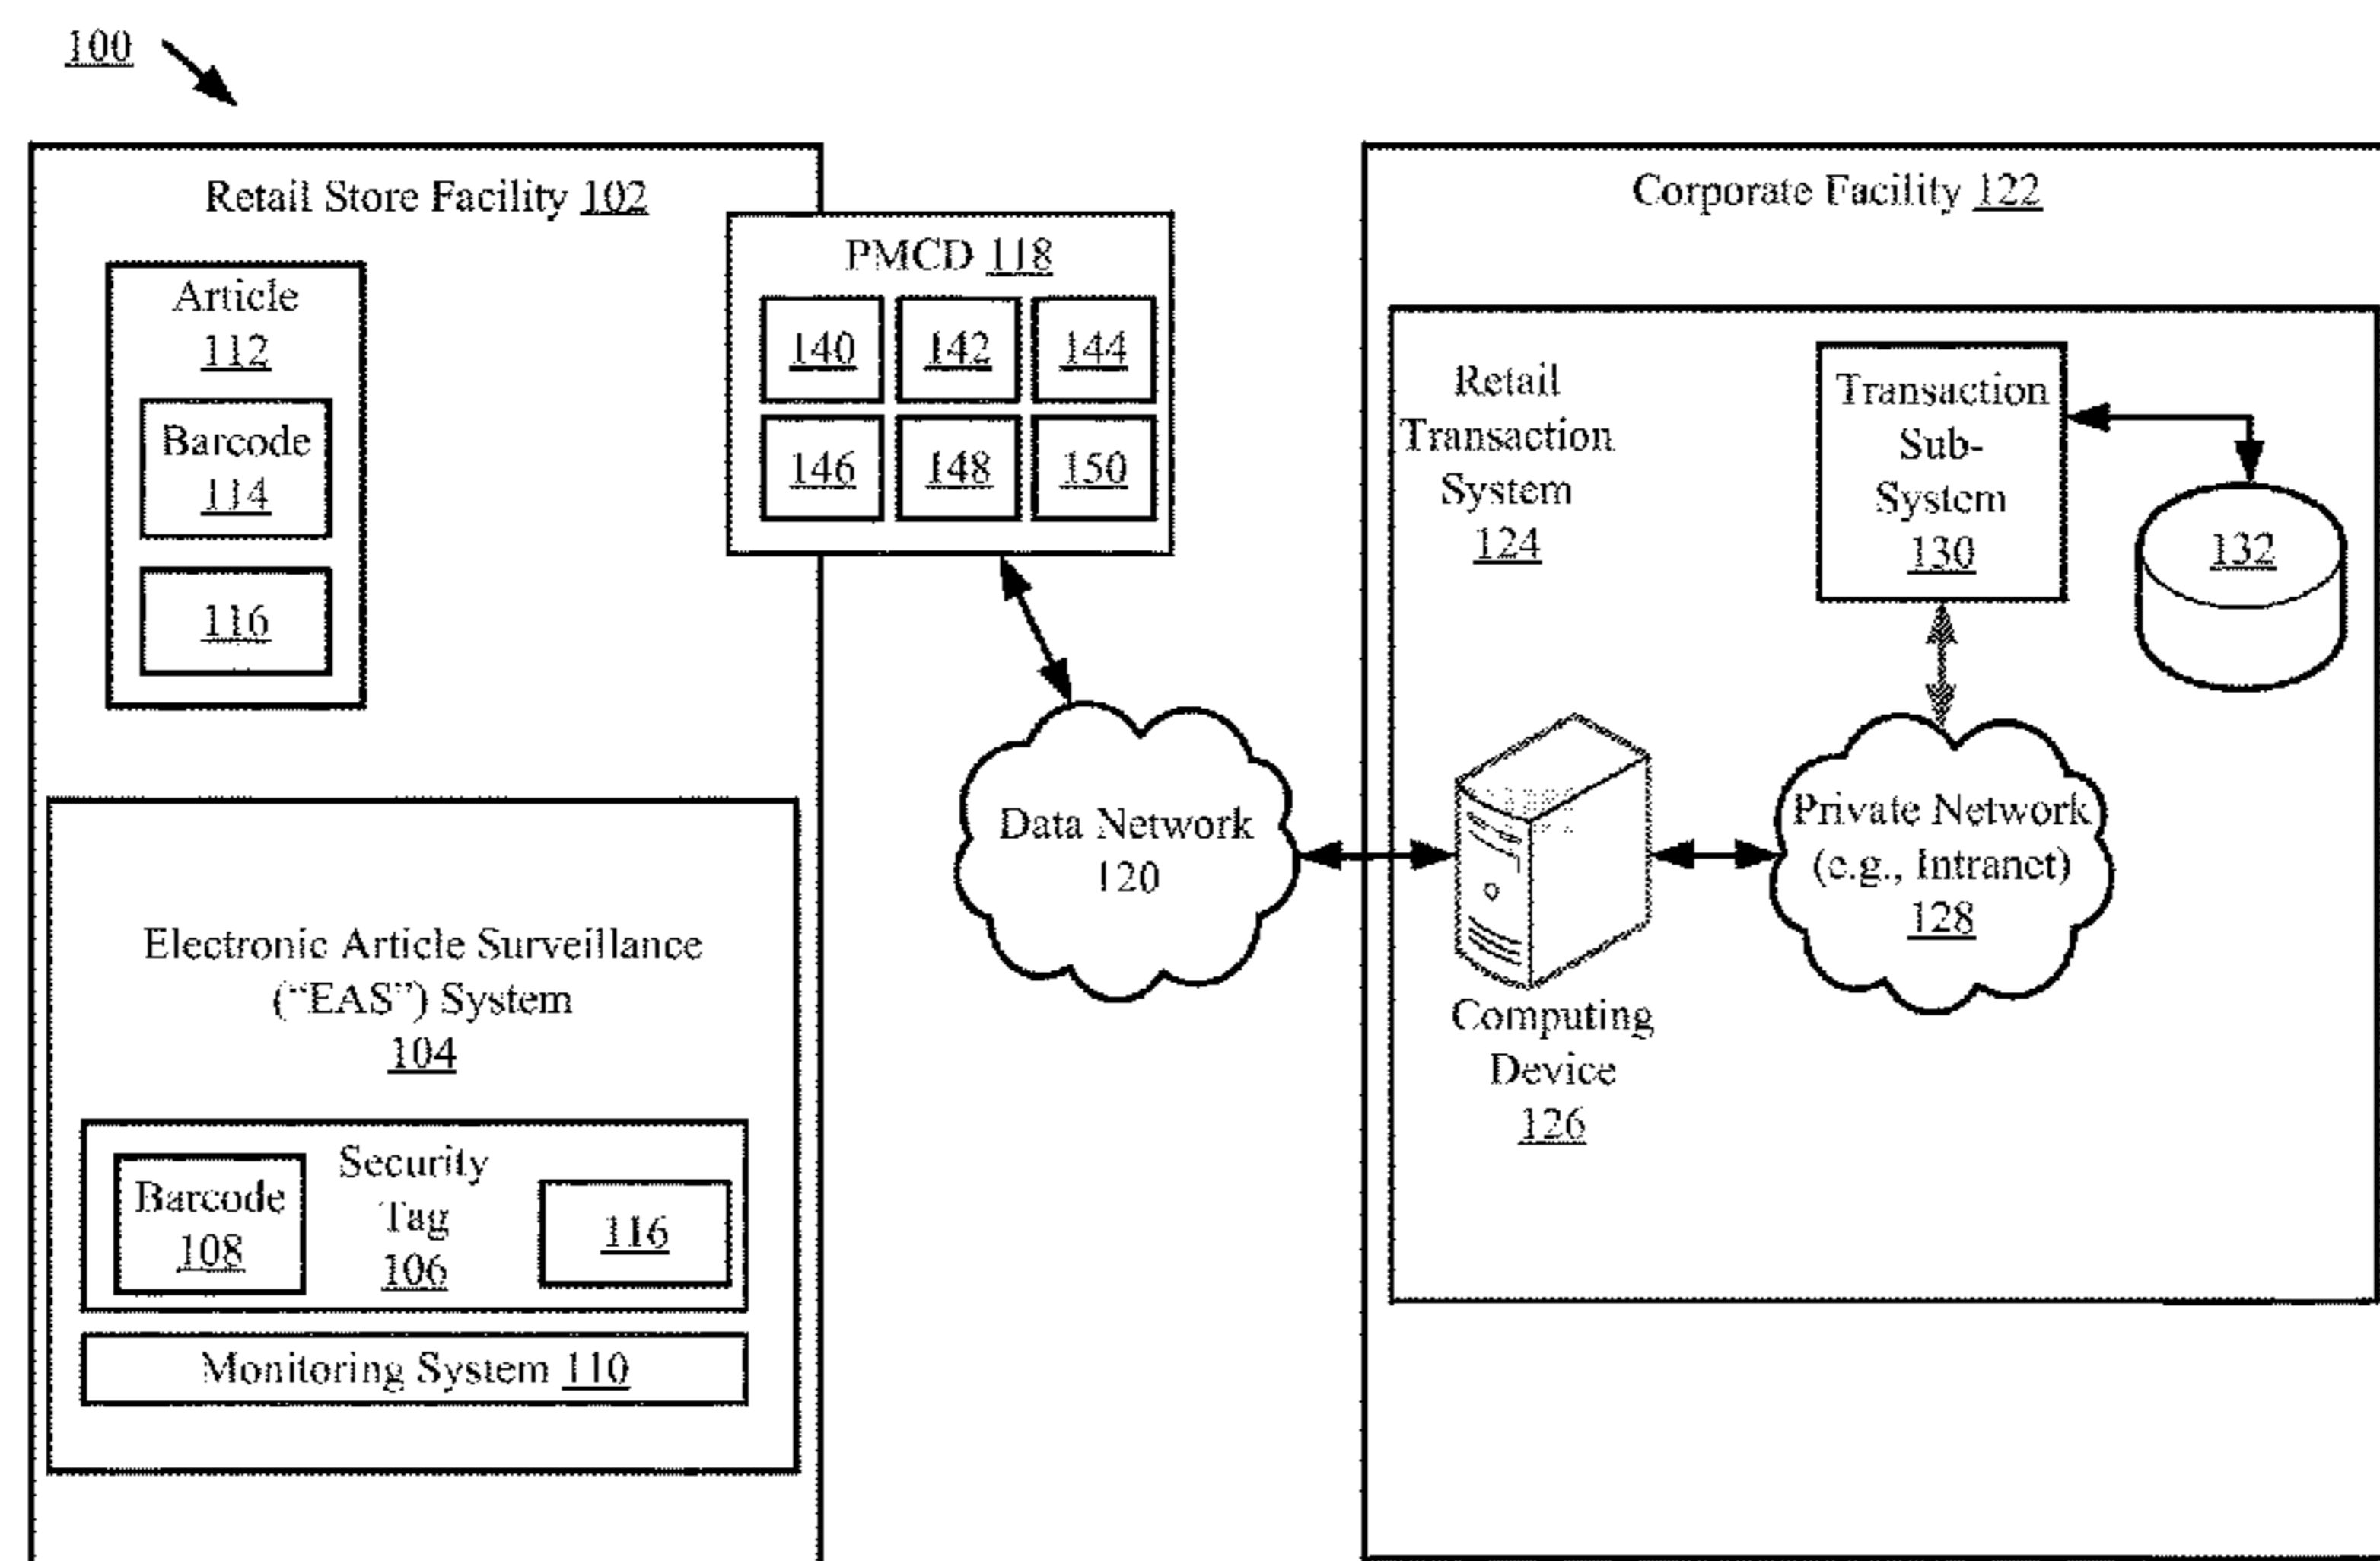 100
Retail Store Facility 102
Article
112
Barcode
114
116
Electronic Article Surveillance
(“EAS”) System
104
Barcode
108
Security
Tag
106
116
Monitoring System 110
PMCD 118
140 142 144
146 148 150
Data Network
120
Corporate Facility 122
Retail
Transaction
System
124
Transaction
Sub-
System
130
132
Computing
Device
126
Private Network
(e.g., Intranet)
128